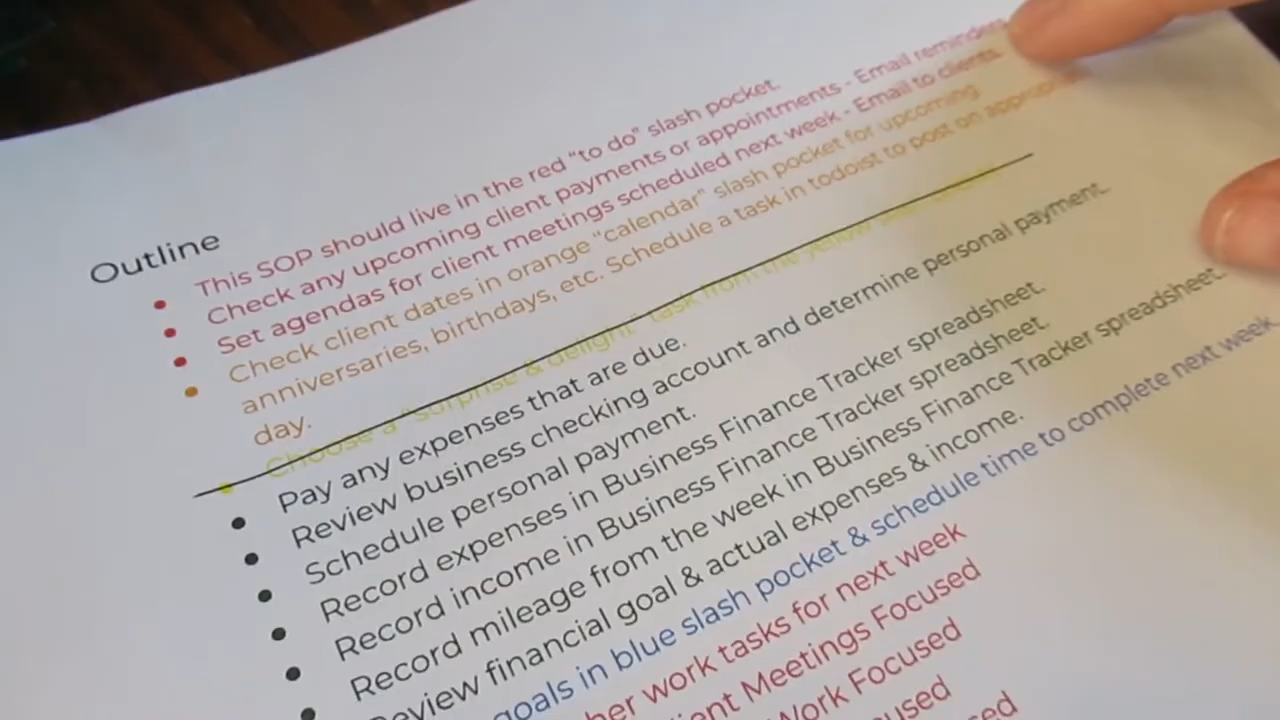 Outline
This SOP should live in the red "to do" slash pocket.
Check any upcoming client payments or appointments - Email reminders
Set agendas for client meetings scheduled next week - Email to clients
Check client dates in orange "calendar" slash pocket for upcoming
anniversaries, birthdays, etc. Schedule a task in todoist to post on
day.
Choose a "surprise & delight" task from the yellow
Pay any expenses that are due.
Review business checking account and determine personal payment.
Schedule personal payment.
Record expenses in Business Finance Tracker spreadsheet.
Record income in Business Finance Tracker spreadsheet.
Record mileage from the week in Business Finance Tracker spreadsheet.
Review financial goal & actual expenses & income.
goals in blue slash pocket & schedule time to complete next week
work tasks for next week
Meetings Focused
Work Focused